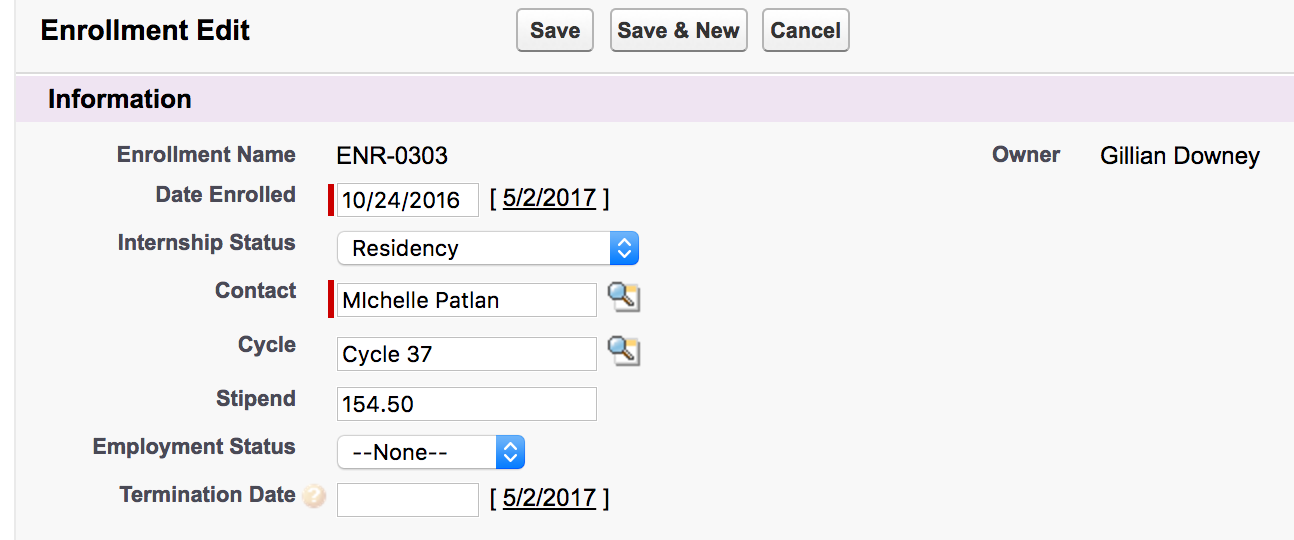 Enrollment Edit Save Save & New Cancel
Information
Enrollment Name ENR-0303 Owner Gillian Downey
Date Enrolled 10/24/2016 [ 5/2/2017 ]
Internship Status Residency
Contact MIchelle Patlan
Cycle Cycle 37
Stipend 154.50
Employment Status --None--
Termination Date ? [ 5/2/2017 ]